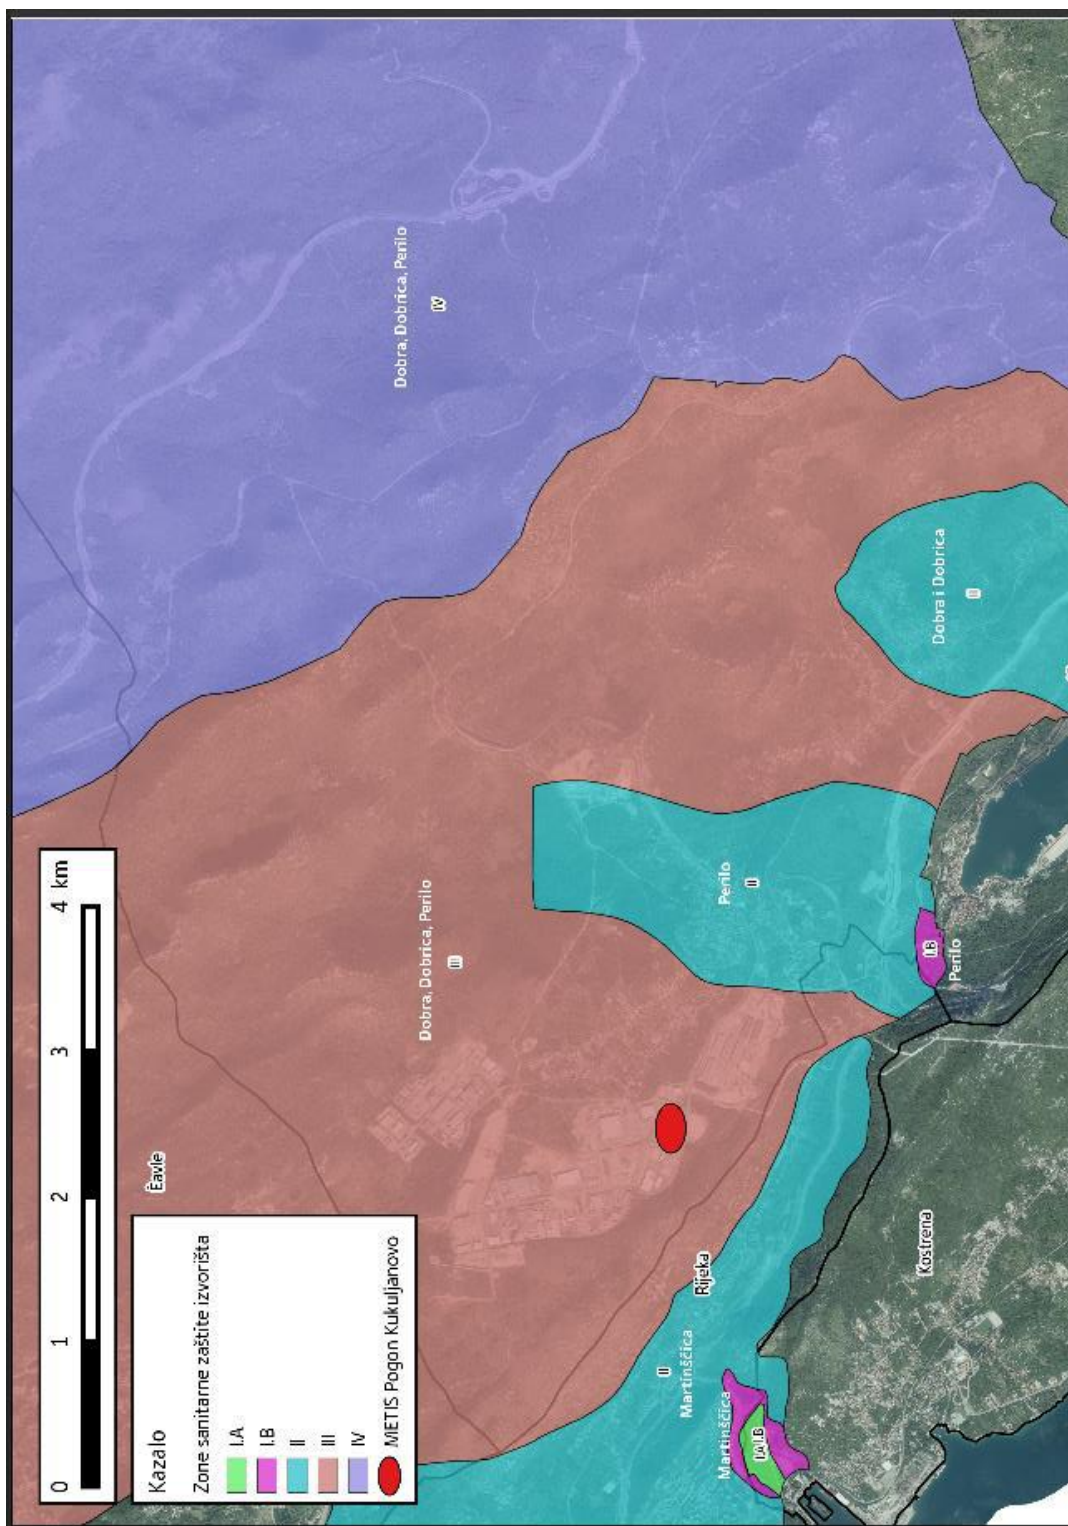 0 1 2 3 4 km
Kazalo
Zone sanitarne zaštite izvorišta
I.A
I.B
II
III
IV
METIS Pogon Kukuljanovo
Èavle
Dobra, Dobrica, Perilo
III
Dobra, Dobrica, Perilo
IV
Rijeka
II
Martinšćica
Martinšćica
I.A I.B
Perilo
II
I.B
Perilo
Dobra i Dobrica
II
Kostrena